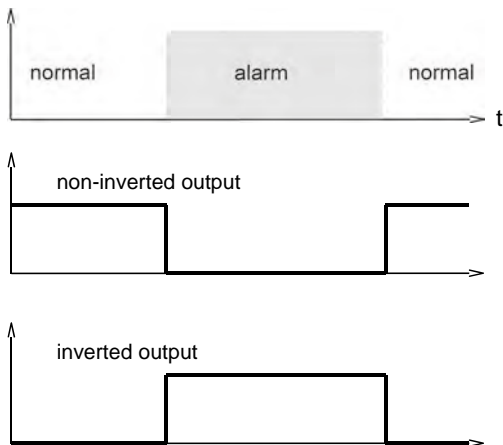 normal alarm normal
t
non-inverted output
inverted output